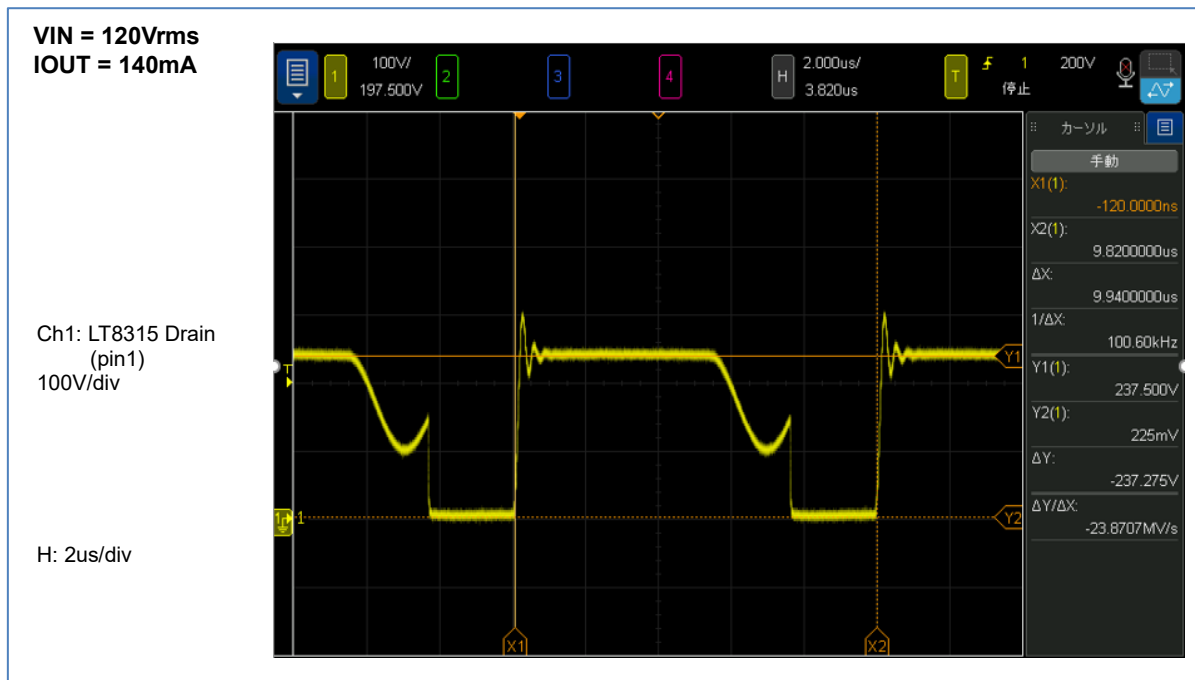 VIN = 120Vrms
IOUT = 140mA
1 100V/ 2 3 4 H 2.000us/ T 1 200V
197.500V 3.820us 停止
カーソル
手動
X1(1):
-120.0000ns
X2(1):
9.8200000us
ΔX:
9.9400000us
1/ΔX:
100.60kHz
Y1(1):
237.500V
Y2(1):
225mV
ΔY:
-237.275V
ΔY/ΔX:
-23.8707MV/s
Ch1: LT8315 Drain
(pin1)
100V/div
H: 2us/div
T
Y1
1 1
Y2
X1 X2